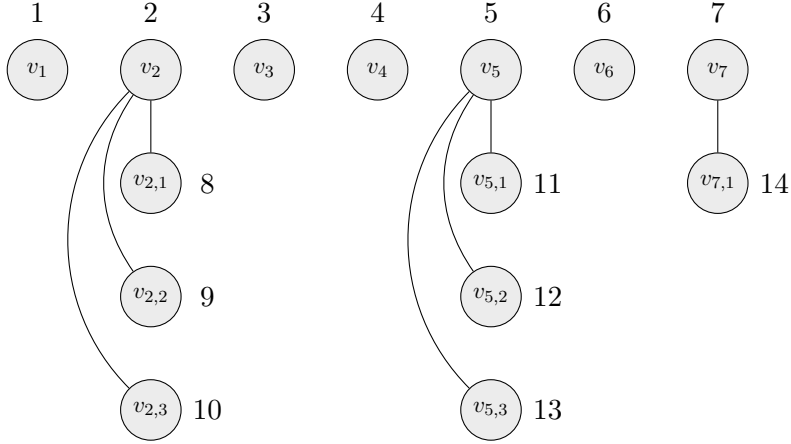 1 2 3 4 5 6 7
v₁ v₂ v₃ v₄ v₅ v₆ v₇
v₂,₁ 8 v₅,₁ 11 v₇,₁ 14
v₂,₂ 9 v₅,₂ 12
v₂,₃ 10 v₅,₃ 13